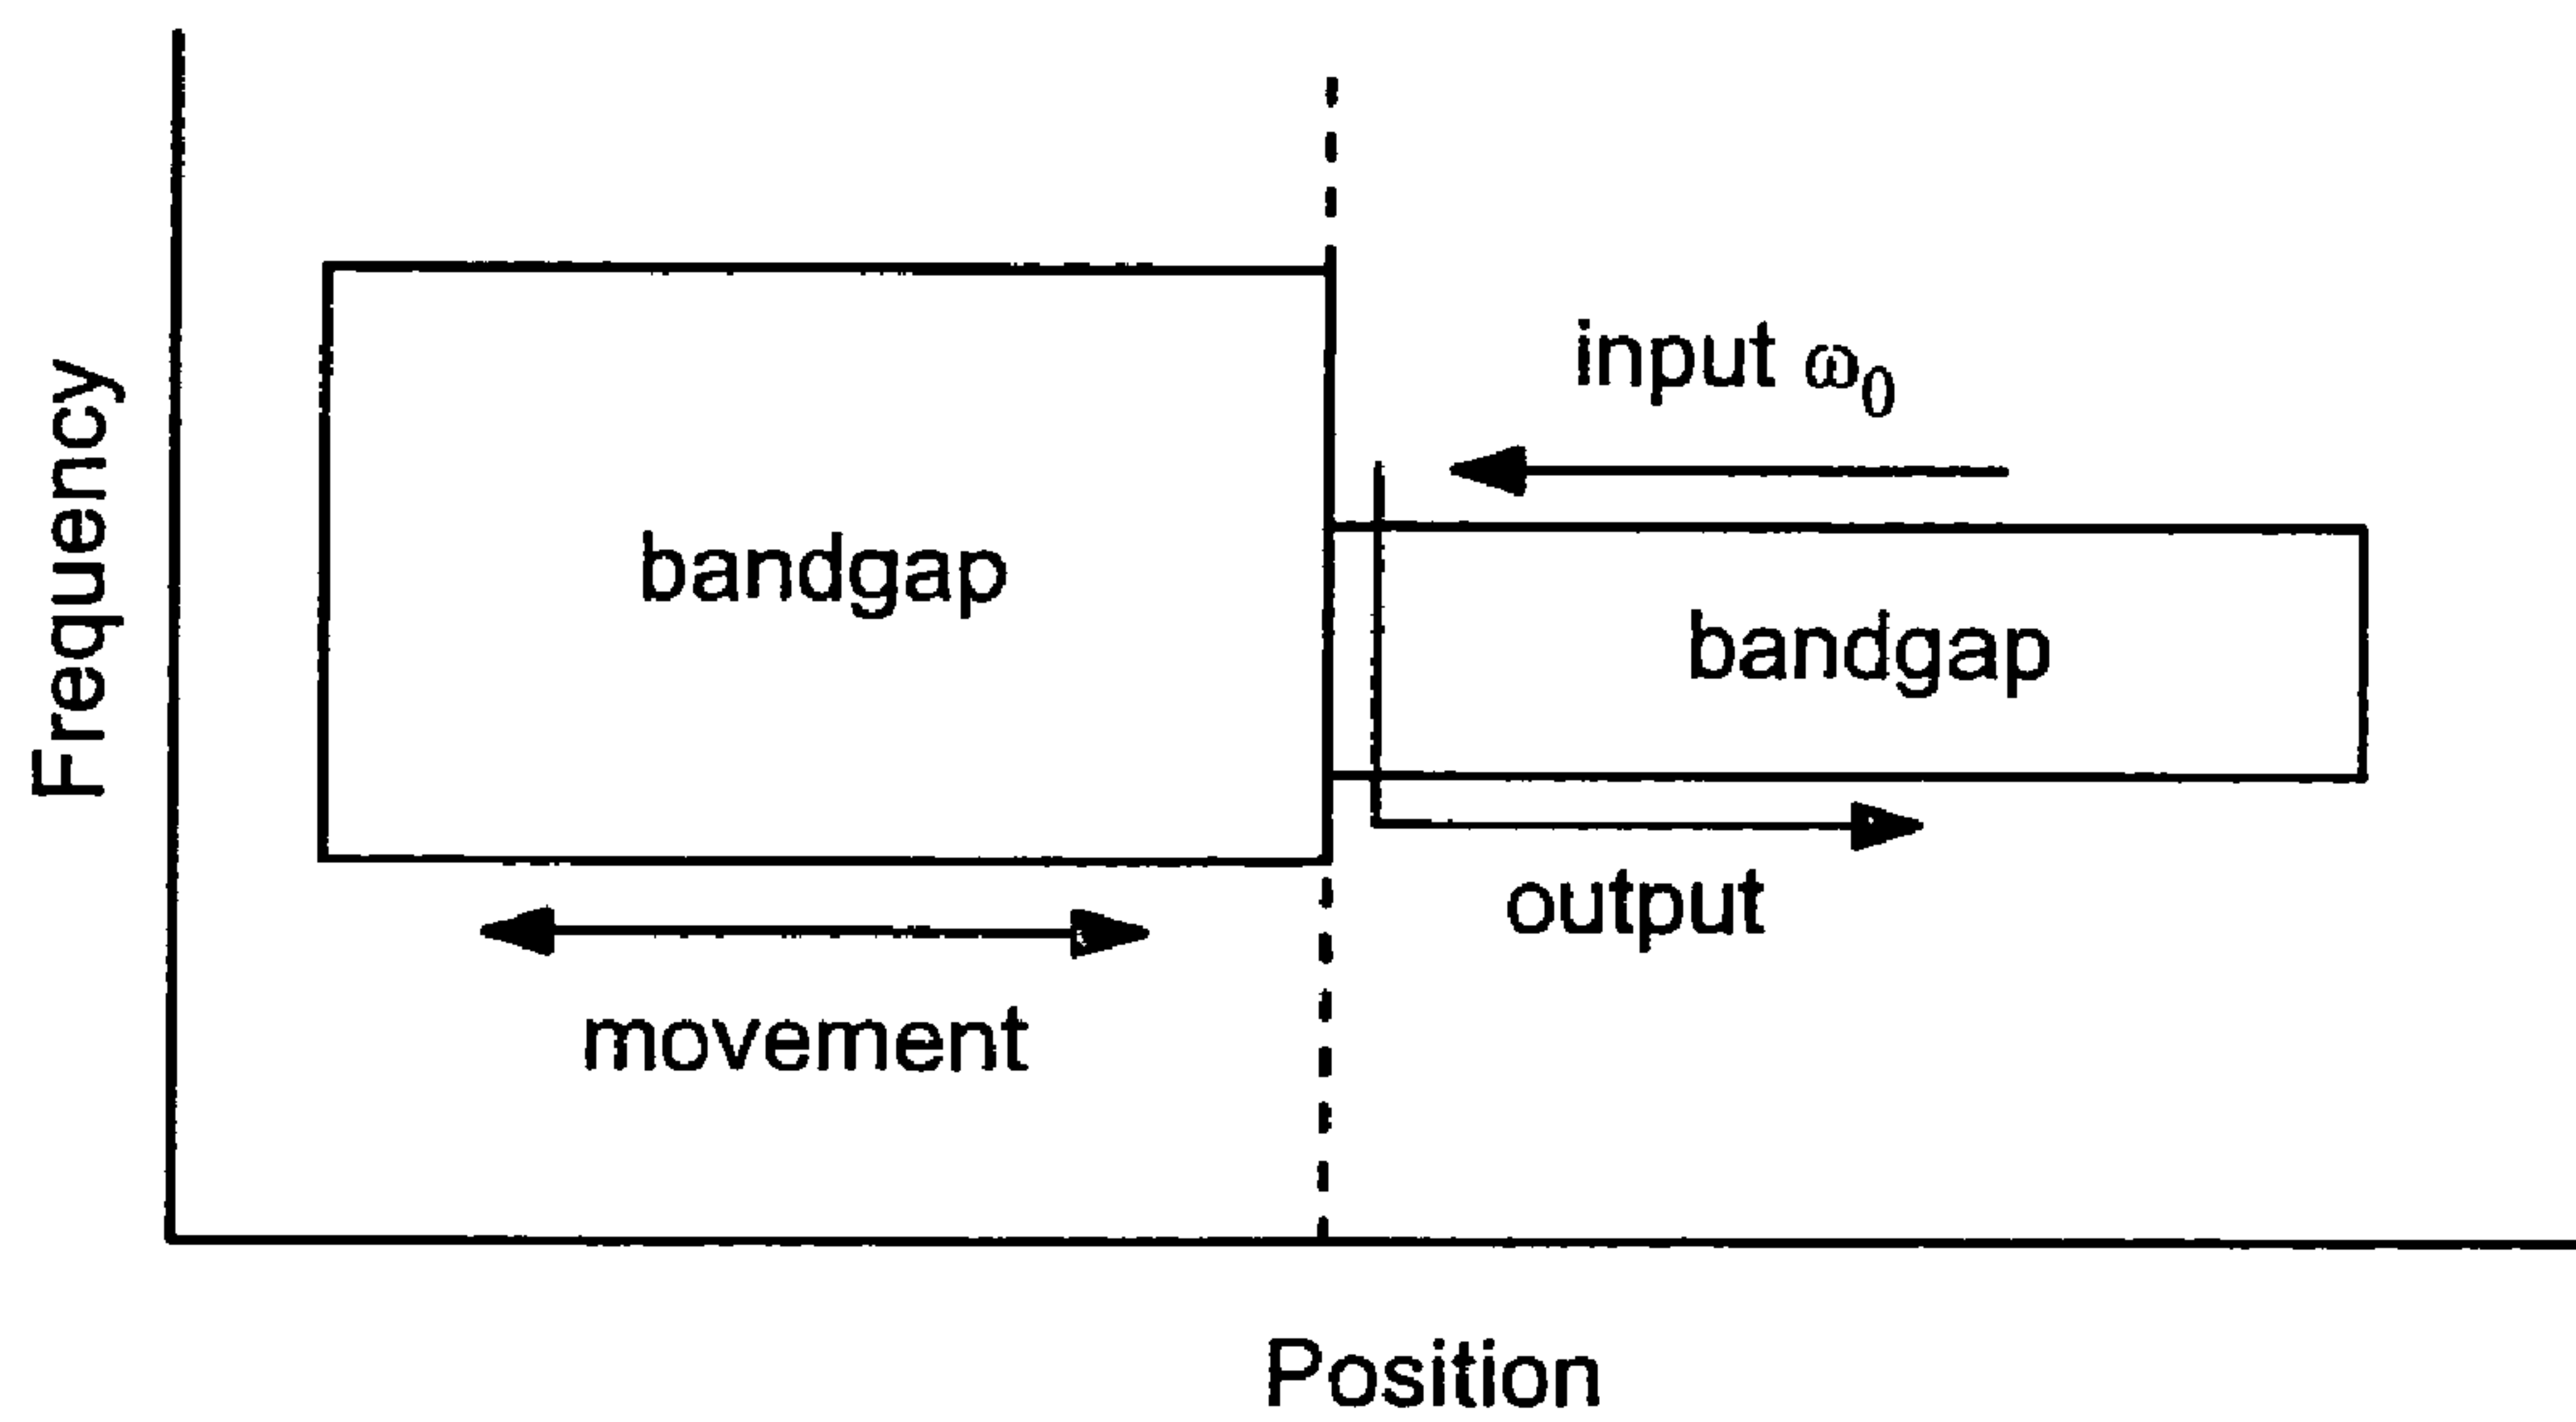 Frequency
input ω₀
bandgap
bandgap
output
movement
Position